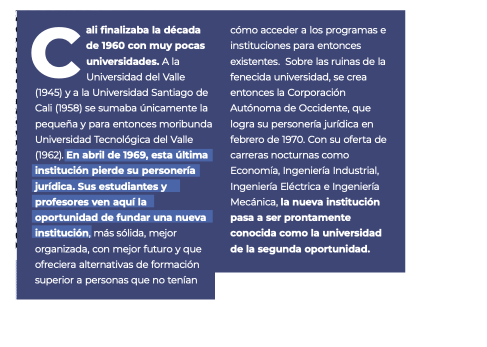 Cali finalizaba la década
de 1960 con muy pocas
universidades. A la
Universidad del Valle
(1945) y a la Universidad Santiago de
Cali (1958) se sumaba únicamente la
pequeña y para entonces moribunda
Universidad Tecnológica del Valle
(1962). En abril de 1969, esta última
institución pierde su personería
jurídica. Sus estudiantes y
profesores ven aquí la
oportunidad de fundar una nueva
institución, más sólida, mejor
organizada, con mejor futuro y que
ofreciera alternativas de formación
superior a personas que no tenían
cómo acceder a los programas e
instituciones para entonces
existentes. Sobre las ruinas de la
fenecida universidad, se crea
entonces la Corporación
Autónoma de Occidente, que
logra su personería jurídica en
febrero de 1970. Con su oferta de
carreras nocturnas como
Economía, Ingeniería Industrial,
Ingeniería Eléctrica e Ingeniería
Mecánica, la nueva institución
pasa a ser prontamente
conocida como la universidad
de la segunda oportunidad.